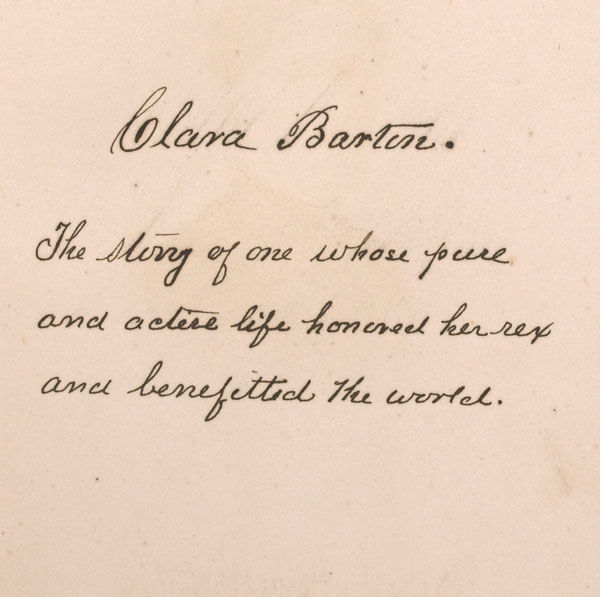 Clara Barton.
The story of one whose pure
and active life honored her sex
and benefitted the world.